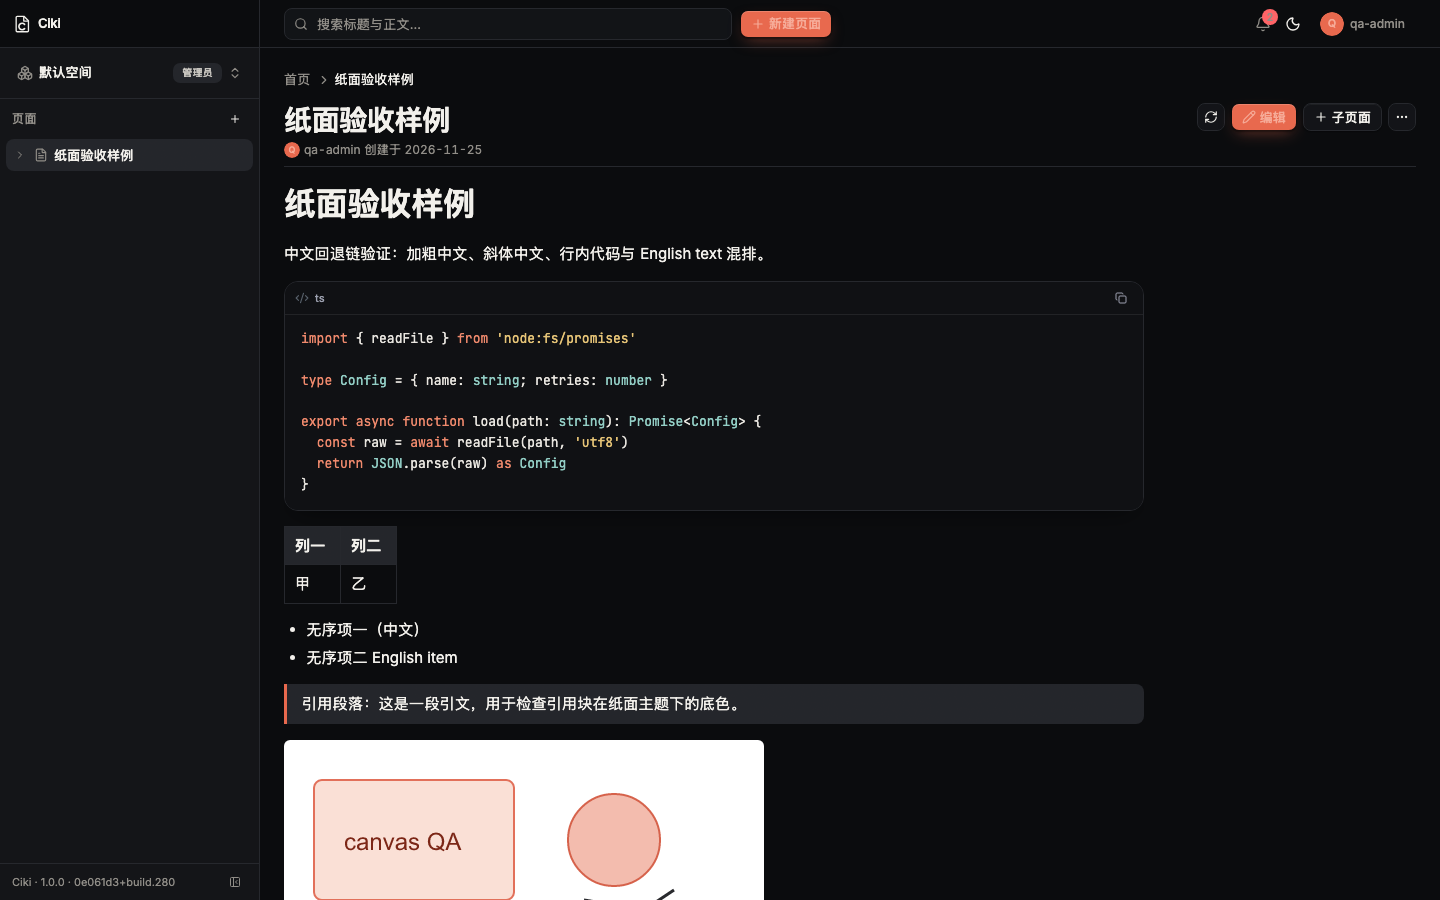 Ciki
搜索标题与正文...
新建页面
Q qa-admin
默认空间
管理员
页面
纸面验收样例
首页 > 纸面验收样例
纸面验收样例
编辑
子页面
Q qa-admin 创建于 2026-11-25
纸面验收样例
中文回退链验证：加粗中文、斜体中文、行内代码与 English text 混排。
</> ts
import { readFile } from 'node:fs/promises'
type Config = { name: string; retries: number }
export async function load(path: string): Promise<Config> {
  const raw = await readFile(path, 'utf8')
  return JSON.parse(raw) as Config
}
列一 列二
甲 乙
• 无序项一（中文）
• 无序项二 English item
引用段落：这是一段引文，用于检查引用块在纸面主题下的底色。
canvas QA
Ciki · 1.0.0 · 0e061d3+build.280